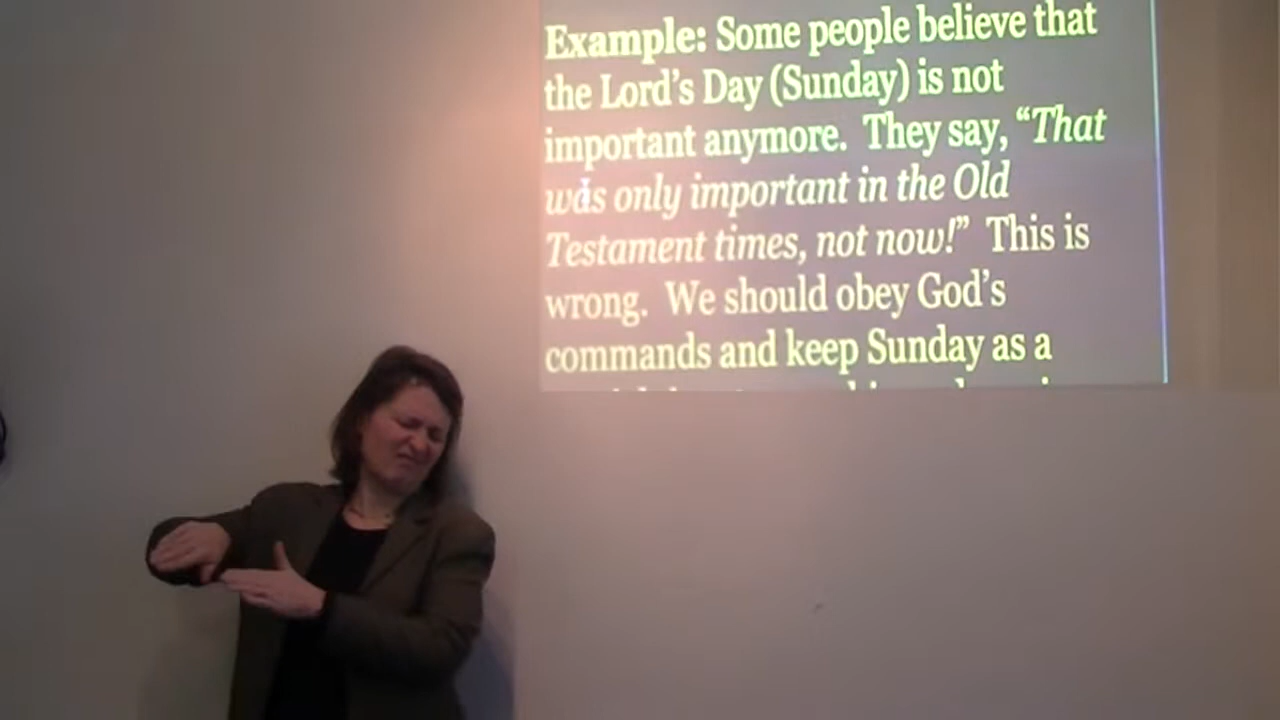 Example: Some people believe that
the Lord's Day (Sunday) is not
important anymore. They say, “That
was only important in the Old
Testament times, not now!” This is
wrong. We should obey God's
commands and keep Sunday as a